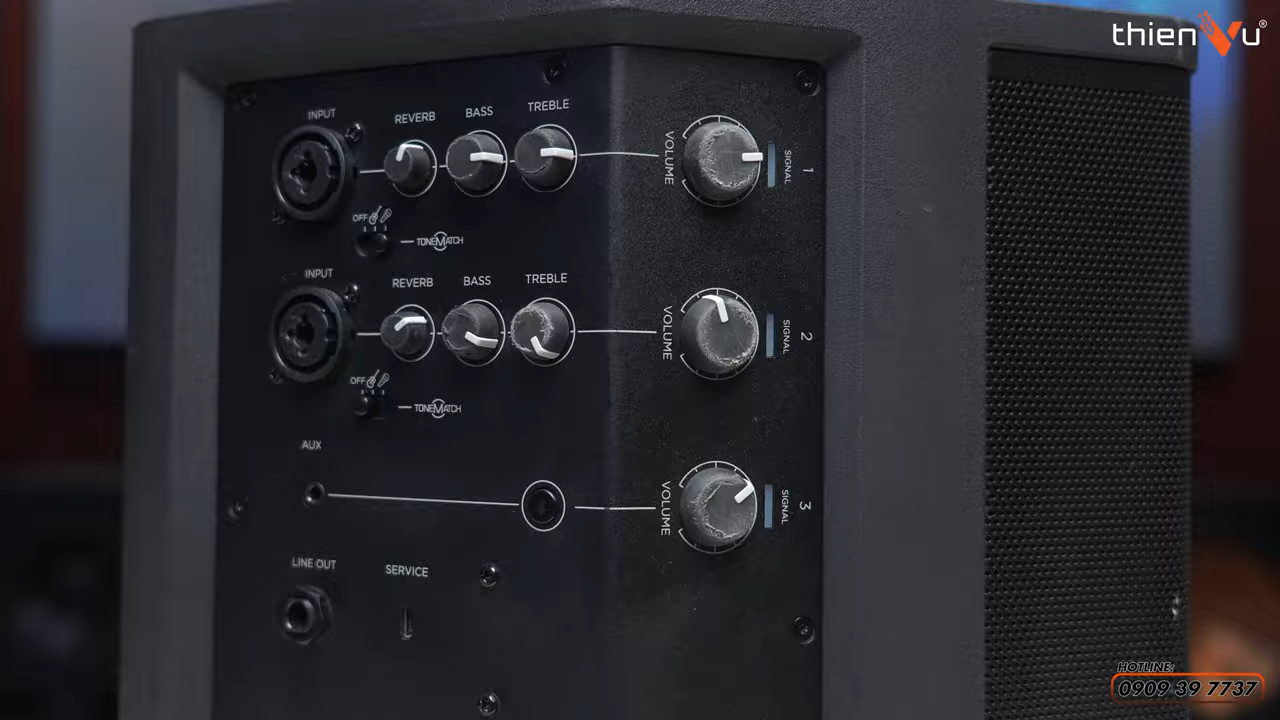 thienVu®
INPUT
REVERB
BASS
TREBLE
VOLUME
SIGNAL
1
OFF
TONEMATCH
INPUT
REVERB
BASS
TREBLE
VOLUME
SIGNAL
2
OFF
TONEMATCH
AUX
VOLUME
SIGNAL
3
LINE OUT
SERVICE
HOTLINE:
0909 39 7737